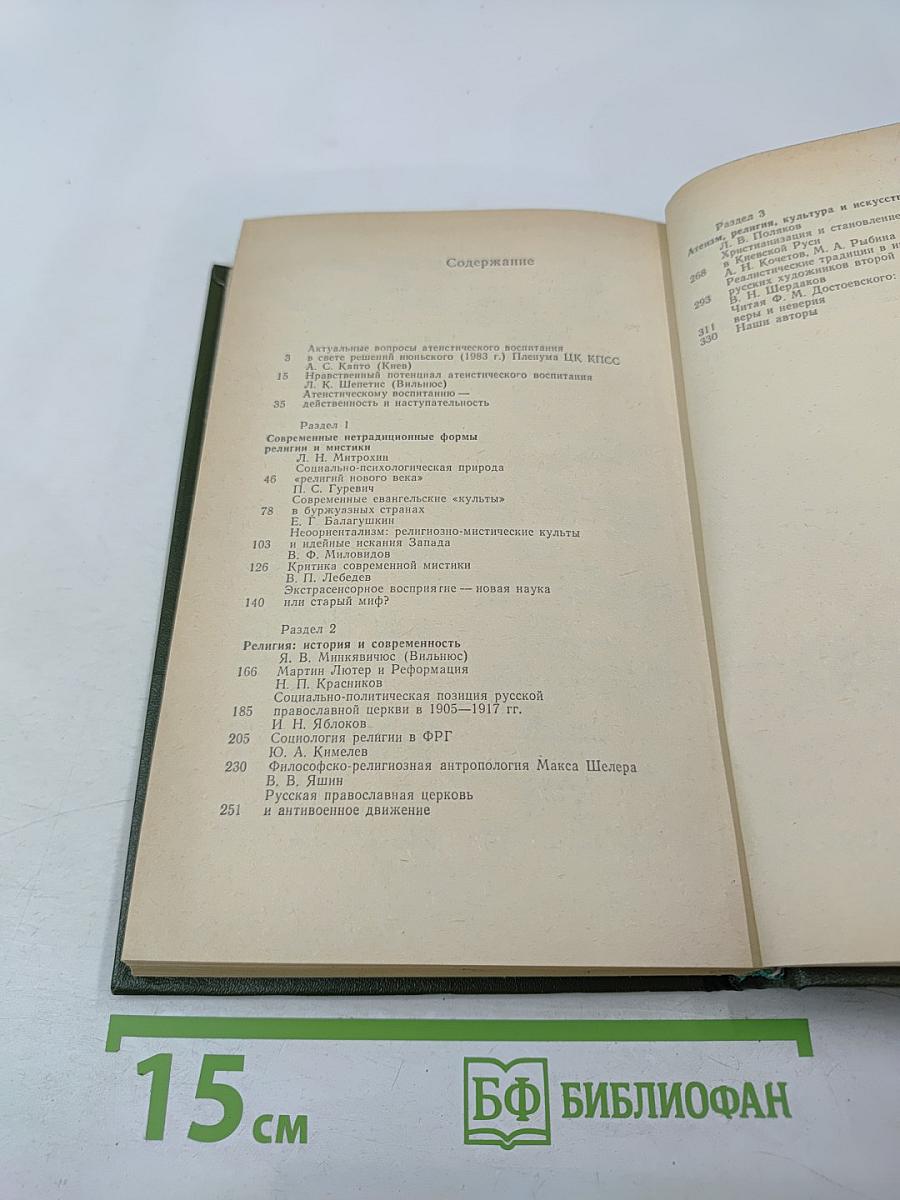 Содержание
Актуальные вопросы атеистического воспитания
3 в свете решений июньского (1983 г.) Пленума ЦК КПСС
А. С. Капто (Киев)
15 Нравственный потенциал атеистического воспитания
Л. К. Шепетис (Вильнюс)
Атеистическому воспитанию —
35 действенность и наступательность
Раздел 1
Современные нетрадиционные формы
религии и мистики
Л. Н. Митрохин
Социально-психологическая природа
46 «религий нового века»
П. С. Гуревич
Современные евангельские «культы»
78 в буржуазных странах
Е. Г Балагушкин
Неоориентализм: религиозно-мистические культы
103 и идейные искания Запада
В. Ф. Миловидов
126 Критика современной мистики
В. П. Лебедев
Экстрасенсорное восприятие — новая наука
140 или старый миф?
Раздел 2
Религия: история и современность
Я. В. Минкявичюс (Вильнюс)
166 Мартин Лютер и Реформация
Н. П. Красников
Социально-политическая позиция русской
185 православной церкви в 1905—1917 гг.
И. Н. Яблоков
205 Социология религии в ФРГ
Ю. А. Кимелев
230 Философско-религиозная антропология Макса Шелера
В. В. Яшин
Русская православная церковь
251 и антивоенное движение
Раздел 3
Атеизм, религия, культура и искусств
Л. В. Поляков
Христианизация и становление
268 в Киевской Руси
А. Н. Кочетов, М. А. Рыбина
Реалистические традиции в и
293 русских художников второй
В. Н. Шердаков
Читая Ф. М. Достоевского:
311 веры и неверия
330 Наши авторы
15 см
БФ БИБЛИОФАН